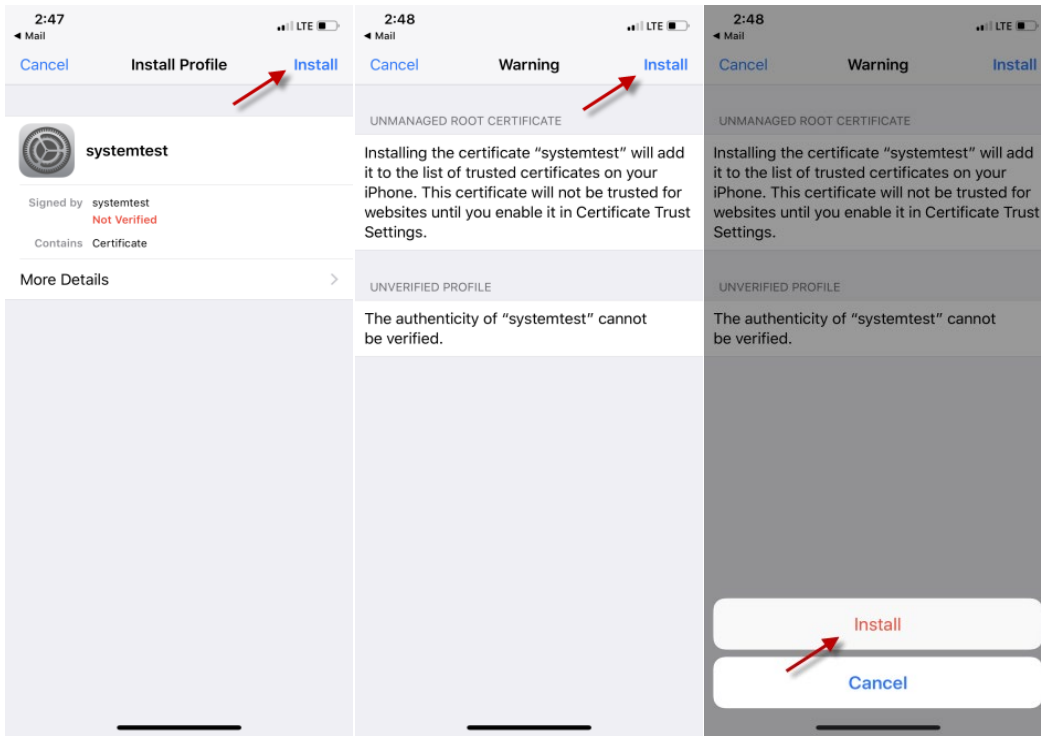 2:47
LTE
◄ Mail
Cancel
Install Profile
Install
systemtest
Signed by systemtest
Not Verified
Contains Certificate
More Details
2:48
LTE
◄ Mail
Cancel
Warning
Install
UNMANAGED ROOT CERTIFICATE
Installing the certificate “systemtest” will add
it to the list of trusted certificates on your
iPhone. This certificate will not be trusted for
websites until you enable it in Certificate Trust
Settings.
UNVERIFIED PROFILE
The authenticity of “systemtest” cannot
be verified.
2:48
LTE
◄ Mail
Cancel
Warning
Install
UNMANAGED ROOT CERTIFICATE
Installing the certificate “systemtest” will add
it to the list of trusted certificates on your
iPhone. This certificate will not be trusted for
websites until you enable it in Certificate Trust
Settings.
UNVERIFIED PROFILE
The authenticity of “systemtest” cannot
be verified.
Install
Cancel